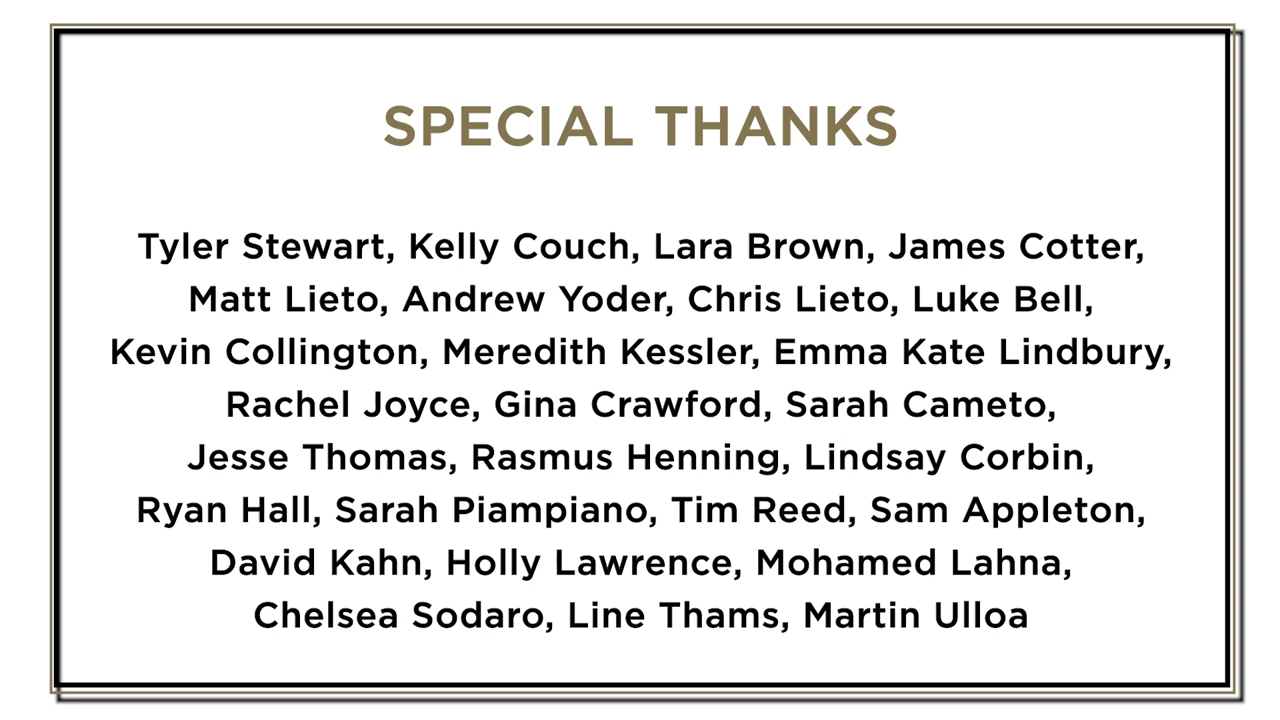 SPECIAL THANKS
Tyler Stewart, Kelly Couch, Lara Brown, James Cotter,
Matt Lieto, Andrew Yoder, Chris Lieto, Luke Bell,
Kevin Collington, Meredith Kessler, Emma Kate Lindbury,
Rachel Joyce, Gina Crawford, Sarah Cameto,
Jesse Thomas, Rasmus Henning, Lindsay Corbin,
Ryan Hall, Sarah Piampiano, Tim Reed, Sam Appleton,
David Kahn, Holly Lawrence, Mohamed Lahna,
Chelsea Sodaro, Line Thams, Martin Ulloa